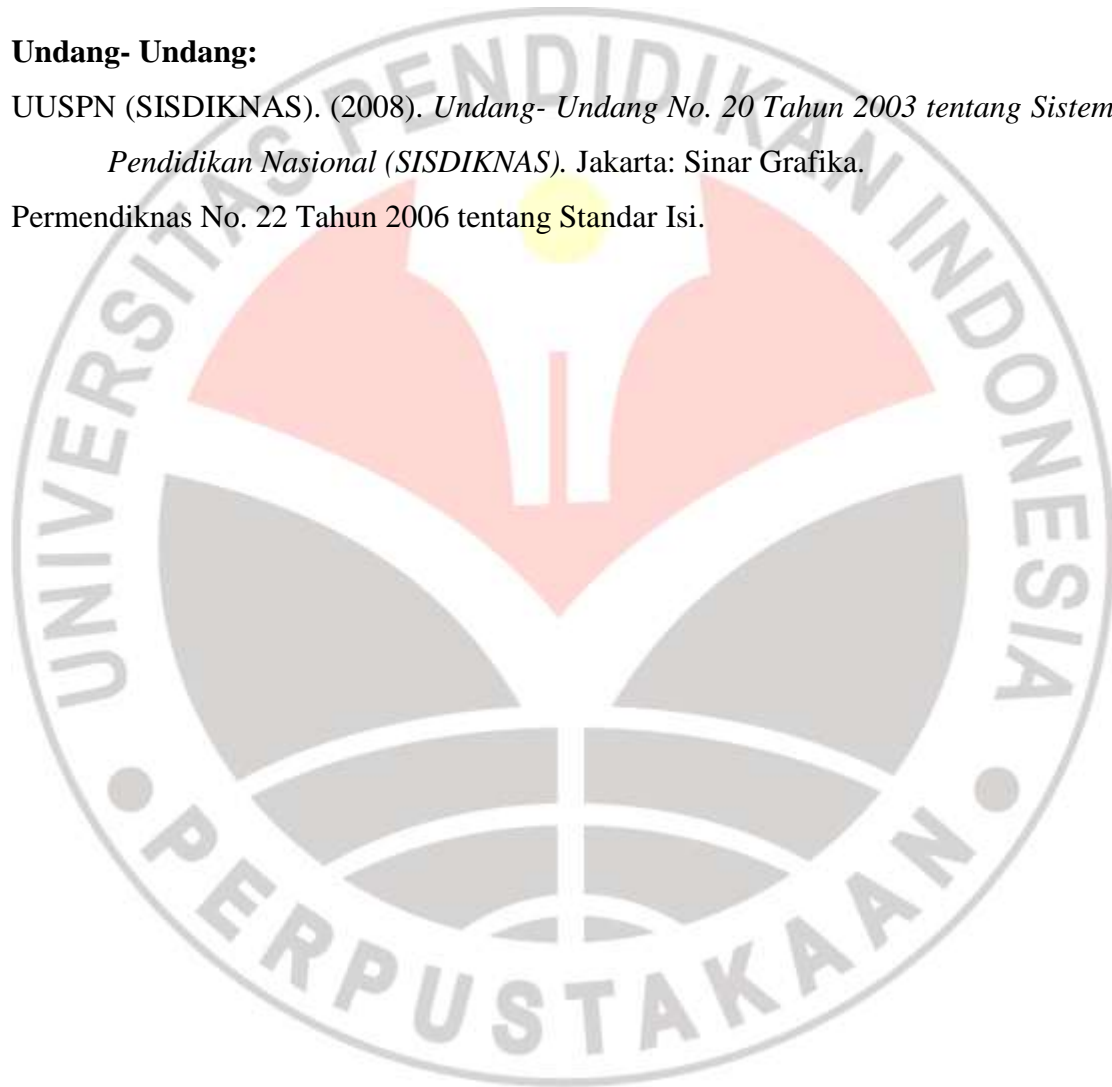 Undang- Undang:
UUSPN (SISDIKNAS). (2008). Undang- Undang No. 20 Tahun 2003 tentang Sistem
Pendidikan Nasional (SISDIKNAS). Jakarta: Sinar Grafika.
Permendiknas No. 22 Tahun 2006 tentang Standar Isi.
UNIVERSITAS PENDIDIKAN INDONESIA
PERPUSTAKAAN